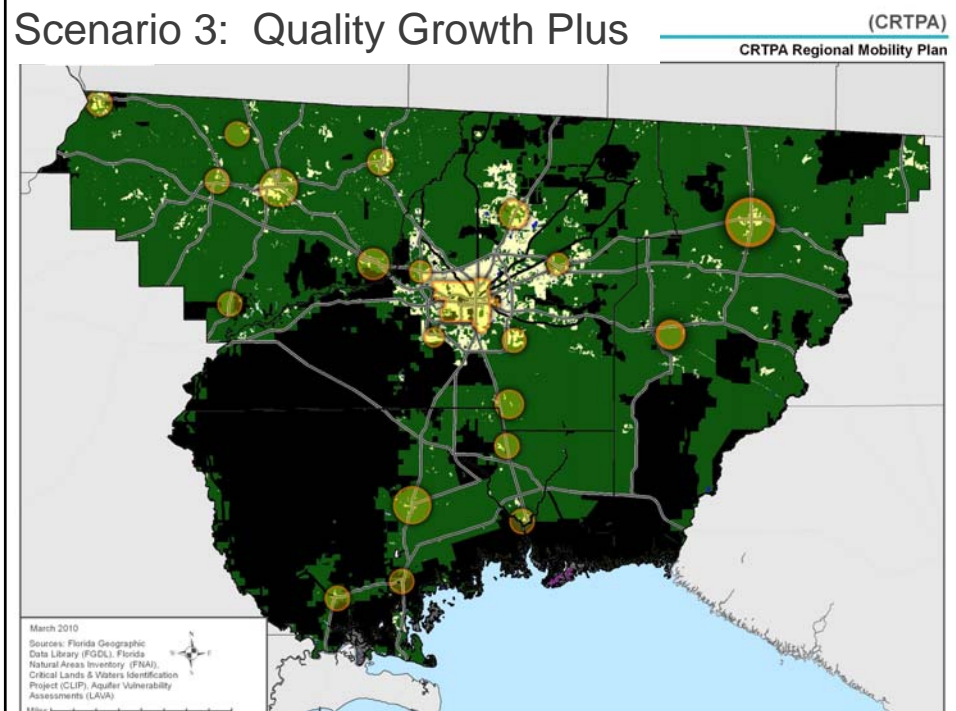 Scenario 3: Quality Growth Plus
(CRTPA)
CRTPA Regional Mobility Plan
March 2010
Sources: Florida Geographic
Data Library (FGDL), Florida
Natural Areas Inventory (FNAI),
Critical Lands & Waters Identification
Project (CLIP), Aquifer Vulnerability
Assessments (LAVA)
Miles